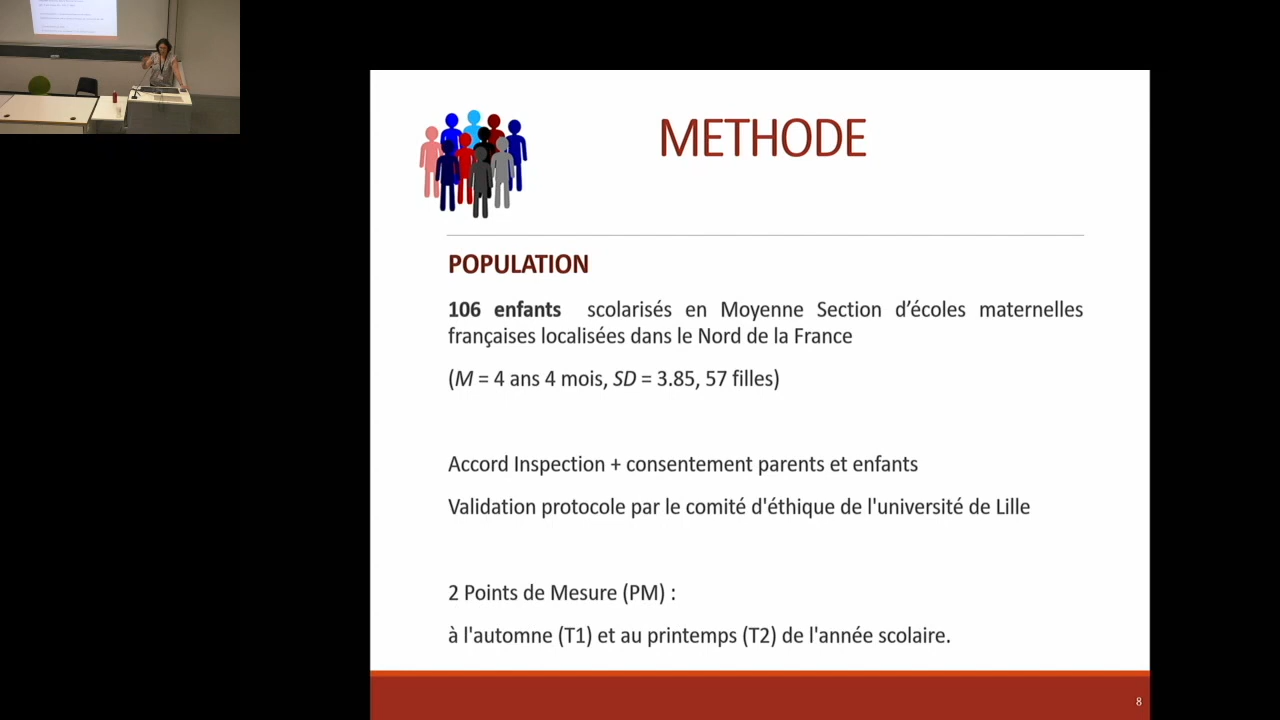 METHODE
POPULATION
106 enfants scolarisés en Moyenne Section d’écoles maternelles
françaises localisées dans le Nord de la France
(M = 4 ans 4 mois, SD = 3.85, 57 filles)
Accord Inspection + consentement parents et enfants
Validation protocole par le comité d'éthique de l'université de Lille
2 Points de Mesure (PM) :
à l'automne (T1) et au printemps (T2) de l'année scolaire.
8